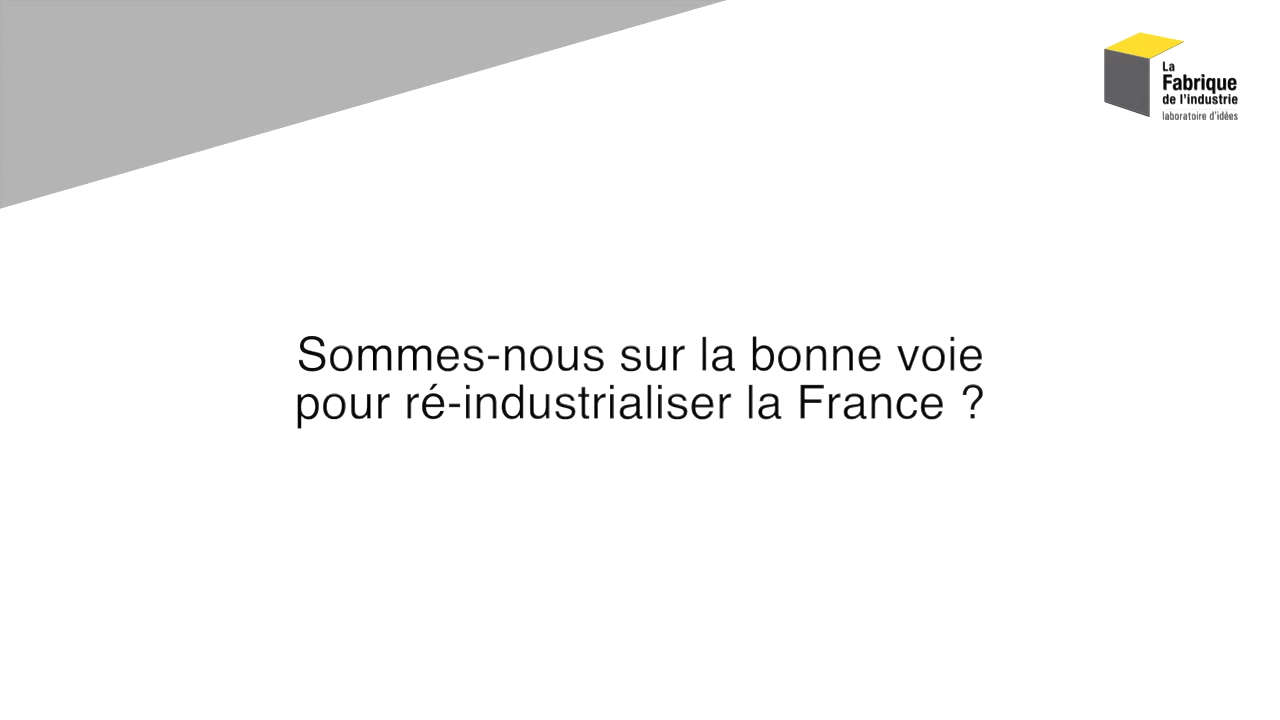 La
Fabrique
de l'industrie
laboratoire d'idées
Sommes-nous sur la bonne voie
pour ré-industrialiser la France ?